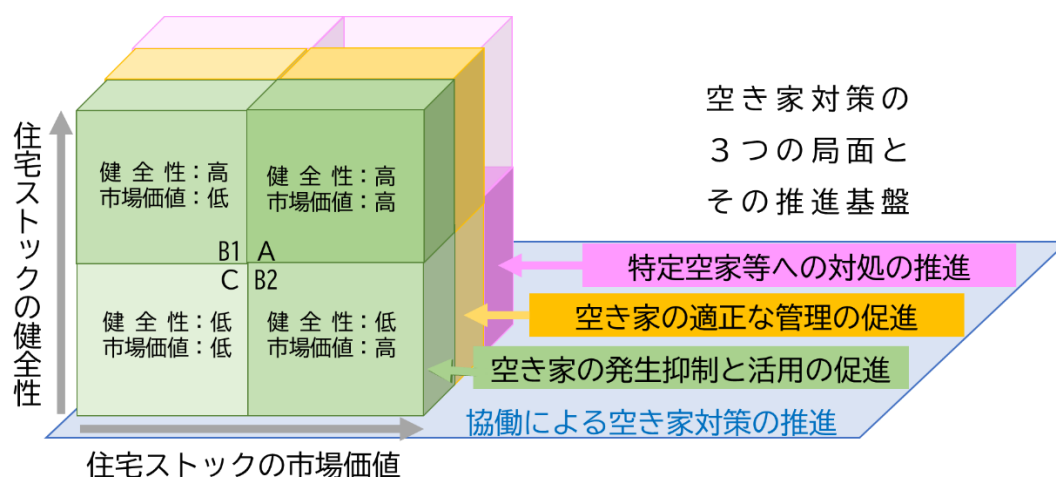 空き家対策の
３つの局面と
その推進基盤
住宅ストックの健全性
健全性：高
市場価値：低
健全性：高
市場価値：高
B1
A
C
B2
健全性：低
市場価値：低
健全性：低
市場価値：高
特定空家等への対処の推進
空き家の適正な管理の促進
空き家の発生抑制と活用の促進
協働による空き家対策の推進
住宅ストックの市場価値